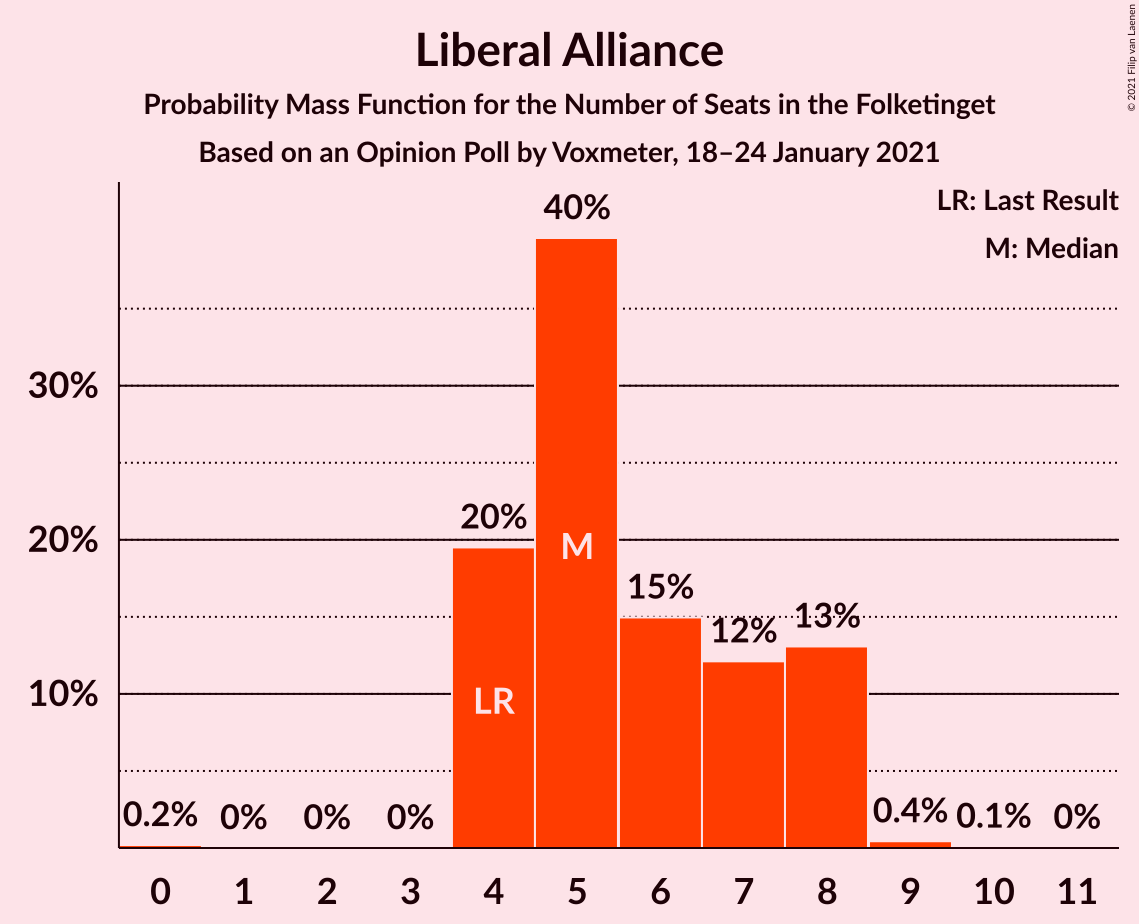 Liberal Alliance
Probability Mass Function for the Number of Seats in the Folketinget
Based on an Opinion Poll by Voxmeter, 18–24 January 2021
© 2021 Filip van Laenen
LR: Last Result
M: Median
40%
30%
20%
20%
M
15%
12%
13%
10%
LR
0.2%
0%
0%
0%
0.4%
0.1%
0%
0 1 2 3 4 5 6 7 8 9 10 11